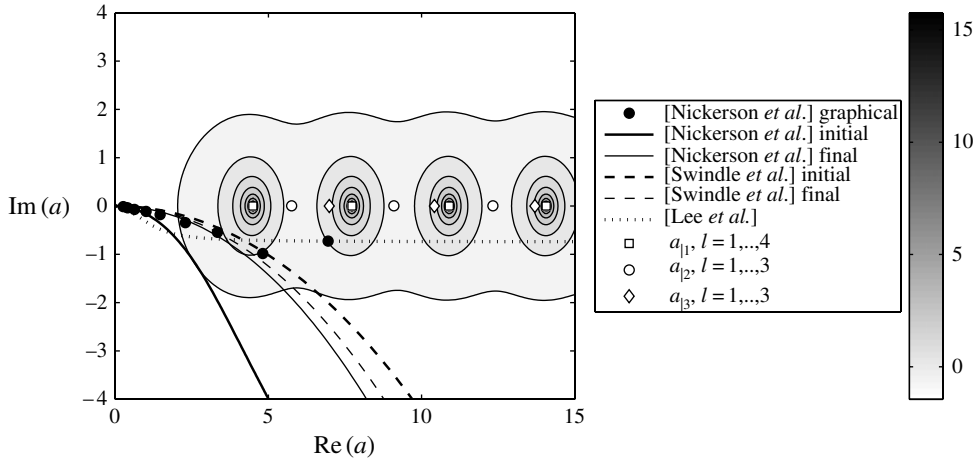 4
3
2
1
0
−1
−2
−3
−4
Im (a)
0
5
10
15
Re (a)
[Nickerson et al.] graphical
[Nickerson et al.] initial
[Nickerson et al.] final
[Swindle et al.] initial
[Swindle et al.] final
[Lee et al.]
a|1, l = 1,..,4
a|2, l = 1,..,3
a|3, l = 1,..,3
15
10
5
0